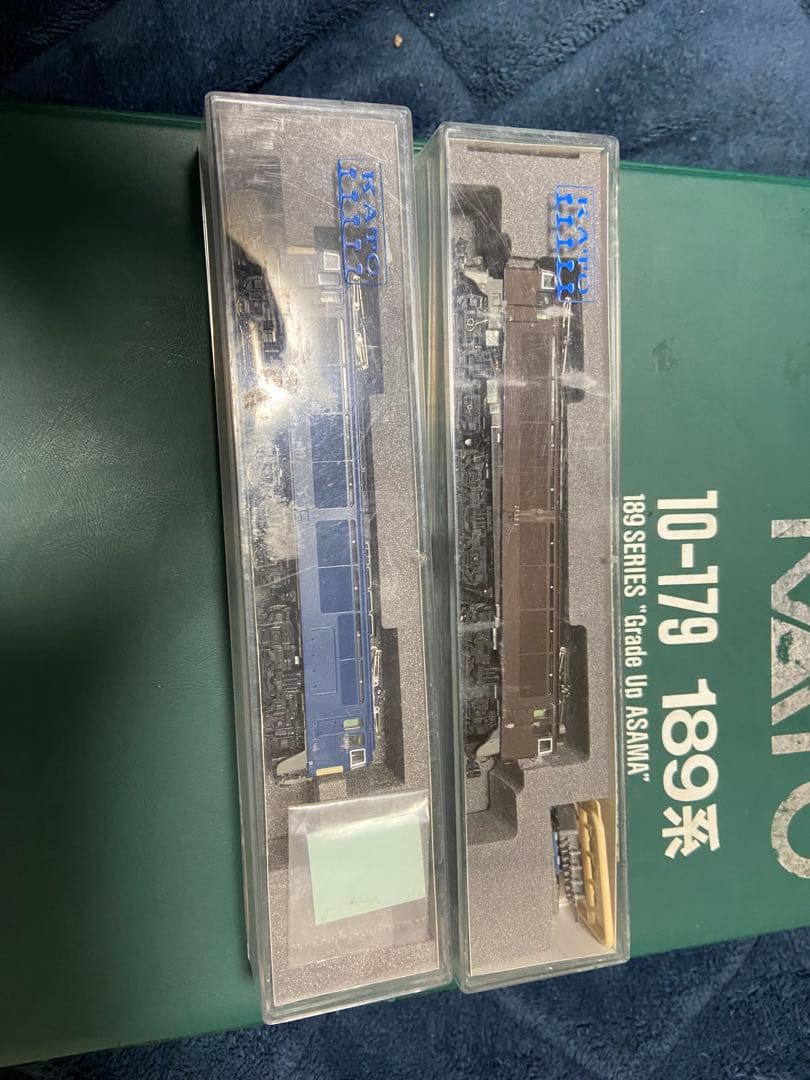 KATO
KATO
KATO
10-179 189系
189 SERIES "Grade Up ASAMA"